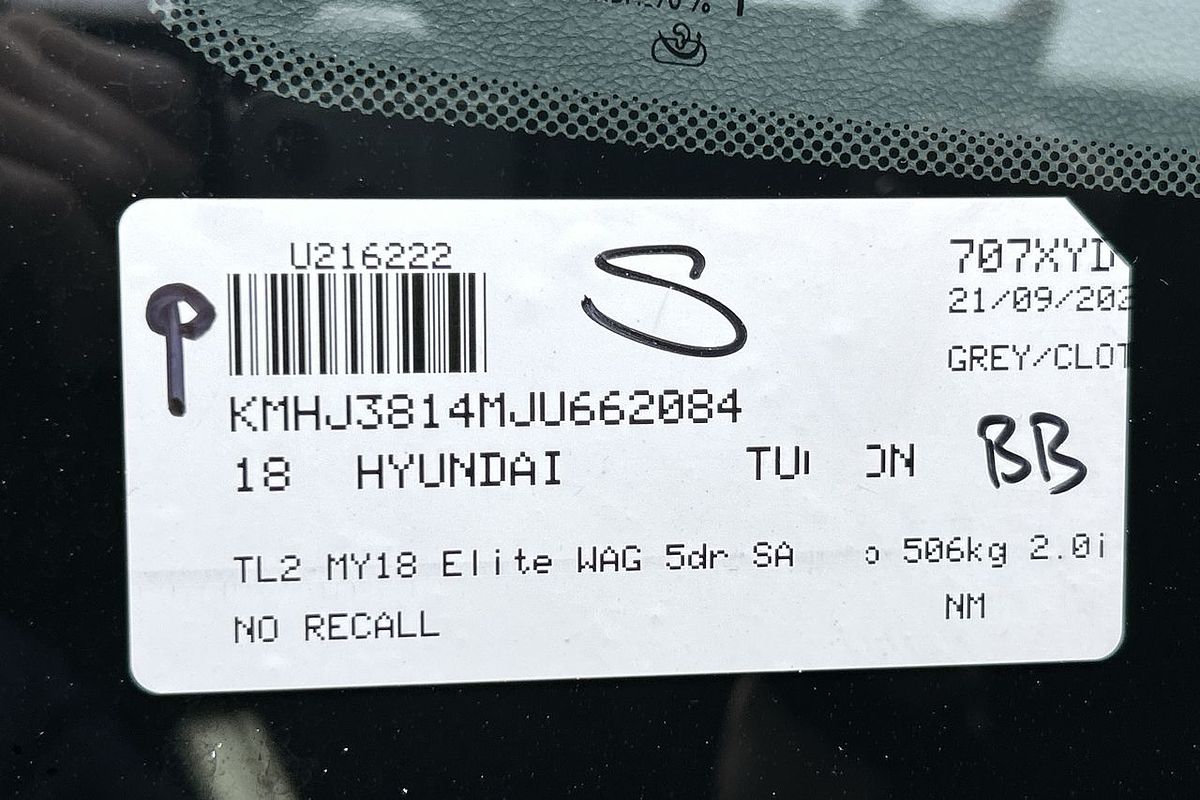 U216222
S
707XYD
21/09/202
GREY/CLOT
KMHJ3814MJU662084
18 HYUNDAI
BB
TL2 MY18 Elite WAG 5dr SA 506kg 2.0i
NO RECALL NM